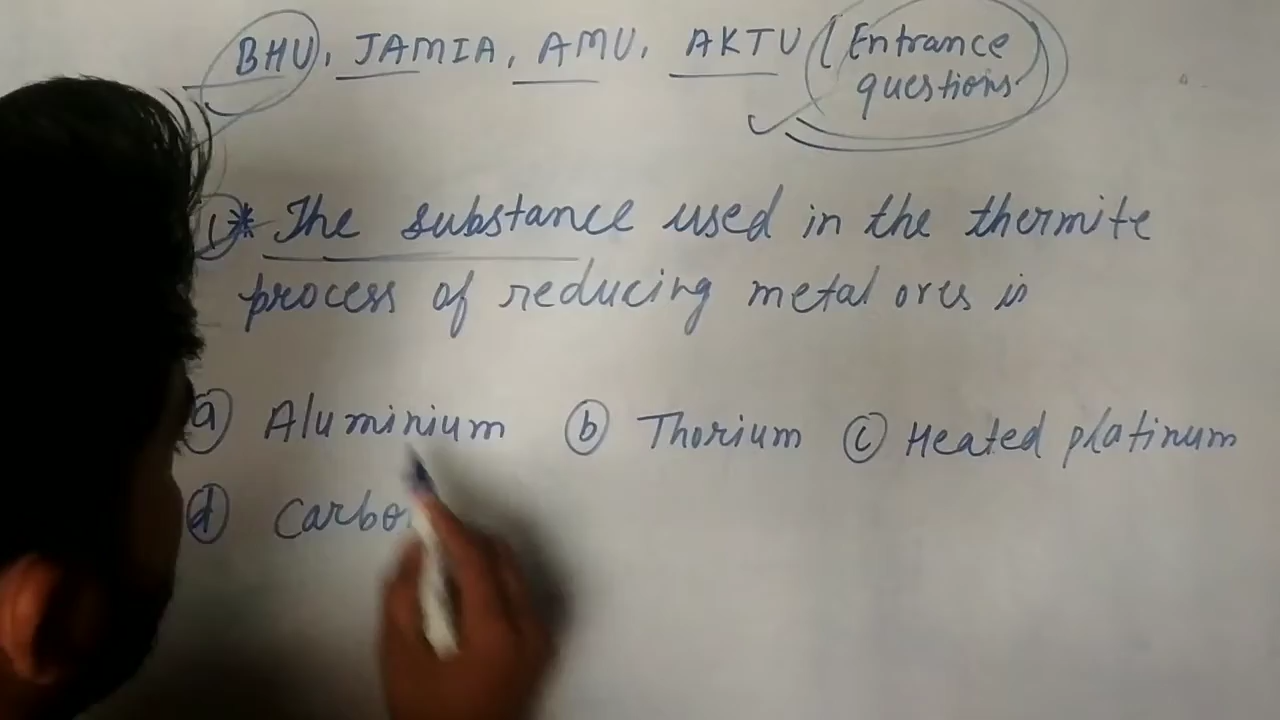 BHU, JAMIA, AMU, AKTU (Entrance
questions)
1* The substance used in the thermite
process of reducing metal ores is
a Aluminium b Thorium c Heated platinum
d